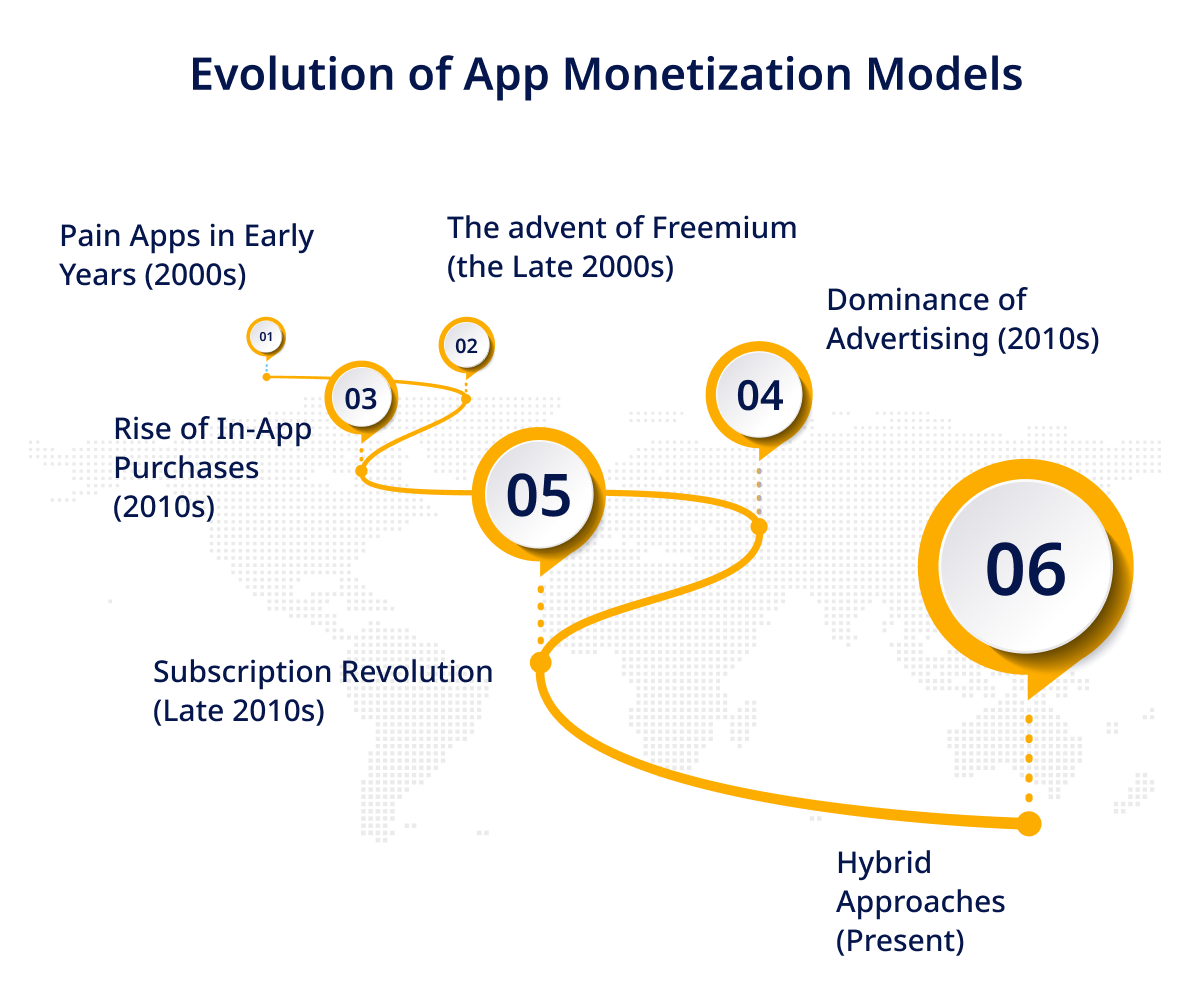 Evolution of App Monetization Models
Pain Apps in Early
Years (2000s)
The advent of Freemium
(the Late 2000s)
Dominance of
Advertising (2010s)
01
02
03
04
Rise of In-App
Purchases
(2010s)
05
06
Subscription Revolution
(Late 2010s)
Hybrid
Approaches
(Present)